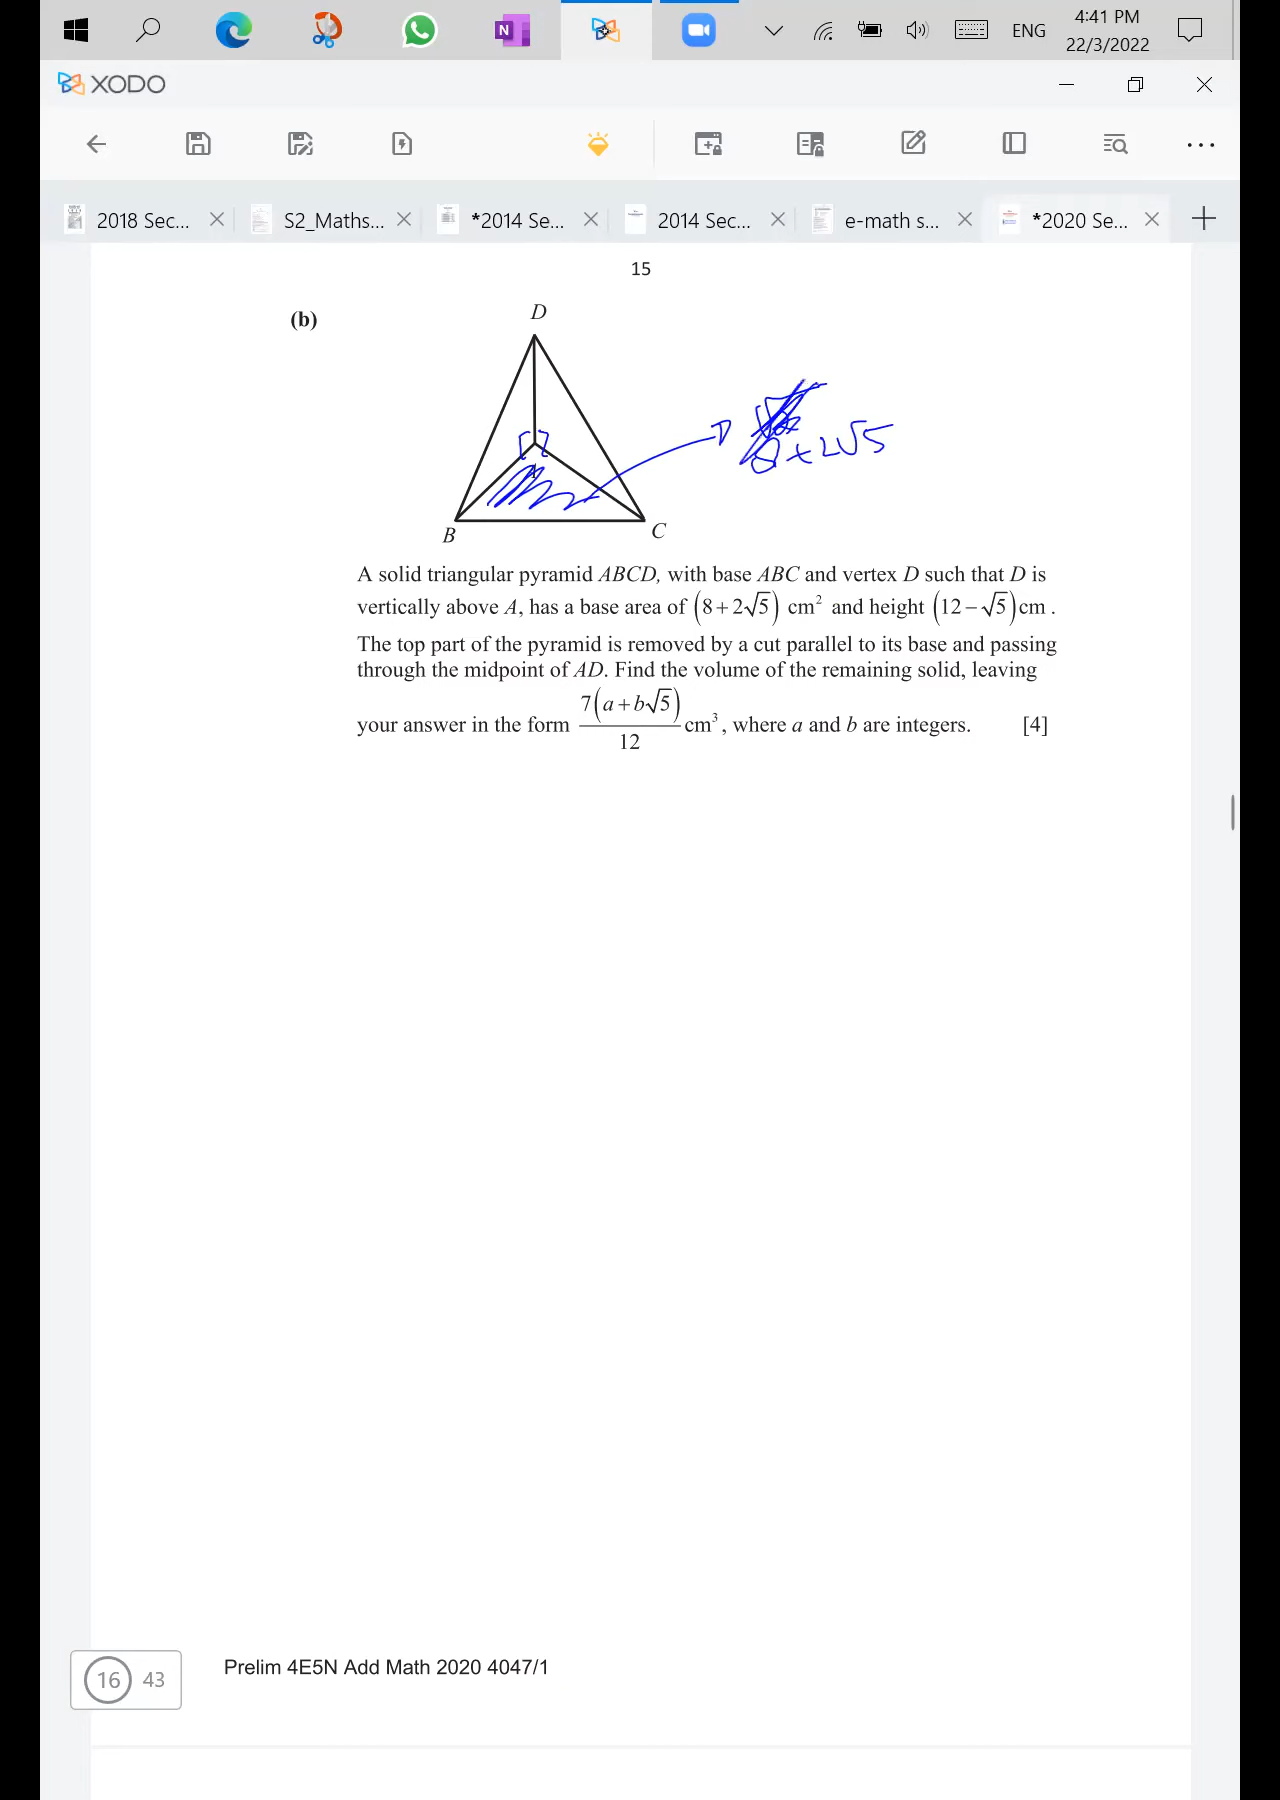 ENG
4:41 PM
22/3/2022
XODO
2018 Sec...
S2_Maths...
*2014 Se...
2014 Sec...
e-math s...
*2020 Se...
15
(b)
D
8+2√5
B
C
A solid triangular pyramid ABCD, with base ABC and vertex D such that D is
vertically above A, has a base area of (8+2√5) cm² and height (12−√5)cm .
The top part of the pyramid is removed by a cut parallel to its base and passing
through the midpoint of AD. Find the volume of the remaining solid, leaving
your answer in the form 7(a+b√5)/12 cm³, where a and b are integers. [4]
16 43
Prelim 4E5N Add Math 2020 4047/1